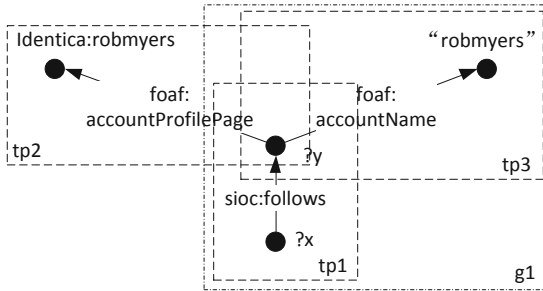 Identica:robmyers
“robmyers”
foaf:
accountProfilePage
foaf:
accountName
tp2
?y
tp3
sioc:follows
?x
tp1
g1